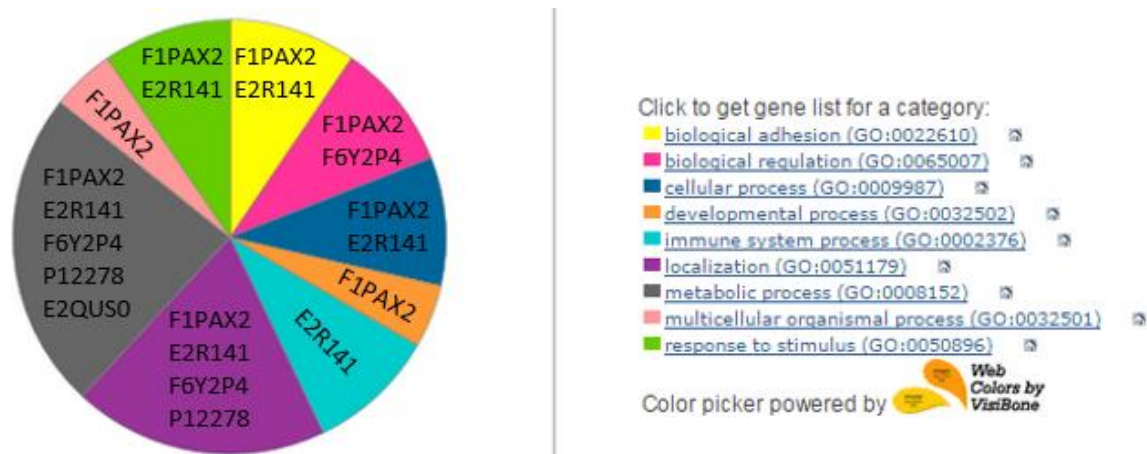 F1PAX2
E2R141
F1PAX2
E2R141
F1PAX2
F6Y2P4
F1PAX2
E2R141
F1PAX2
E2R141
F1PAX2
E2R141
F6Y2P4
P12278
F1PAX2
E2R141
F6Y2P4
P12278
E2QUS0
F1PAX2
Click to get gene list for a category:
biological adhesion (GO:0022610)
biological regulation (GO:0065007)
cellular process (GO:0009987)
developmental process (GO:0032502)
immune system process (GO:0002376)
localization (GO:0051179)
metabolic process (GO:0008152)
multicellular organismal process (GO:0032501)
response to stimulus (GO:0050896)
Color picker powered by
Web
Colors by
VisiBone